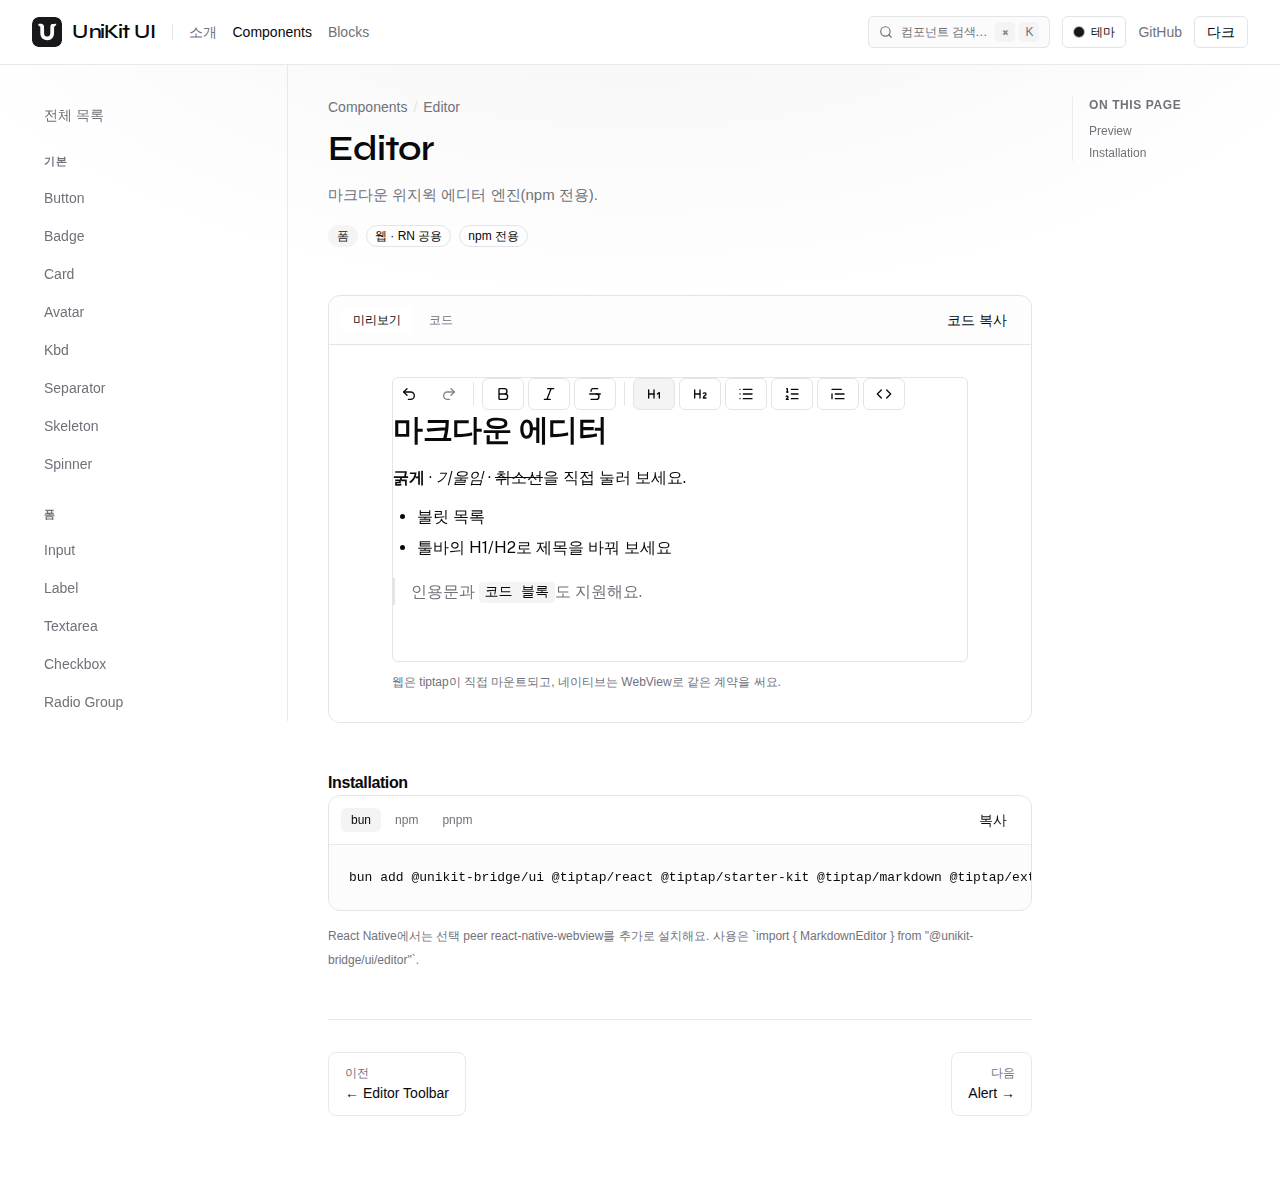 UniKit UI
소개
Components
Blocks
컴포넌트 검색…
⌘ K
테마
GitHub
다크
전체 목록
기본
Button
Badge
Card
Avatar
Kbd
Separator
Skeleton
Spinner
폼
Input
Label
Textarea
Checkbox
Radio Group
Components / Editor
Editor
마크다운 위지윅 에디터 엔진(npm 전용).
폼
웹 · RN 공용
npm 전용
미리보기
코드
코드 복사
H1
H2
마크다운 에디터
굵게 · 기울임 · 취소선을 직접 눌러 보세요.
• 불릿 목록
• 툴바의 H1/H2로 제목을 바꿔 보세요
인용문과 코드 블록도 지원해요.
웹은 tiptap이 직접 마운트되고, 네이티브는 WebView로 같은 계약을 써요.
Installation
bun
npm
pnpm
복사
bun add @unikit-bridge/ui @tiptap/react @tiptap/starter-kit @tiptap/markdown @tiptap/ext
React Native에서는 선택 peer react-native-webview를 추가로 설치해요. 사용은 `import { MarkdownEditor } from "@unikit-
bridge/ui/editor"`.
이전
← Editor Toolbar
다음
Alert →
ON THIS PAGE
Preview
Installation